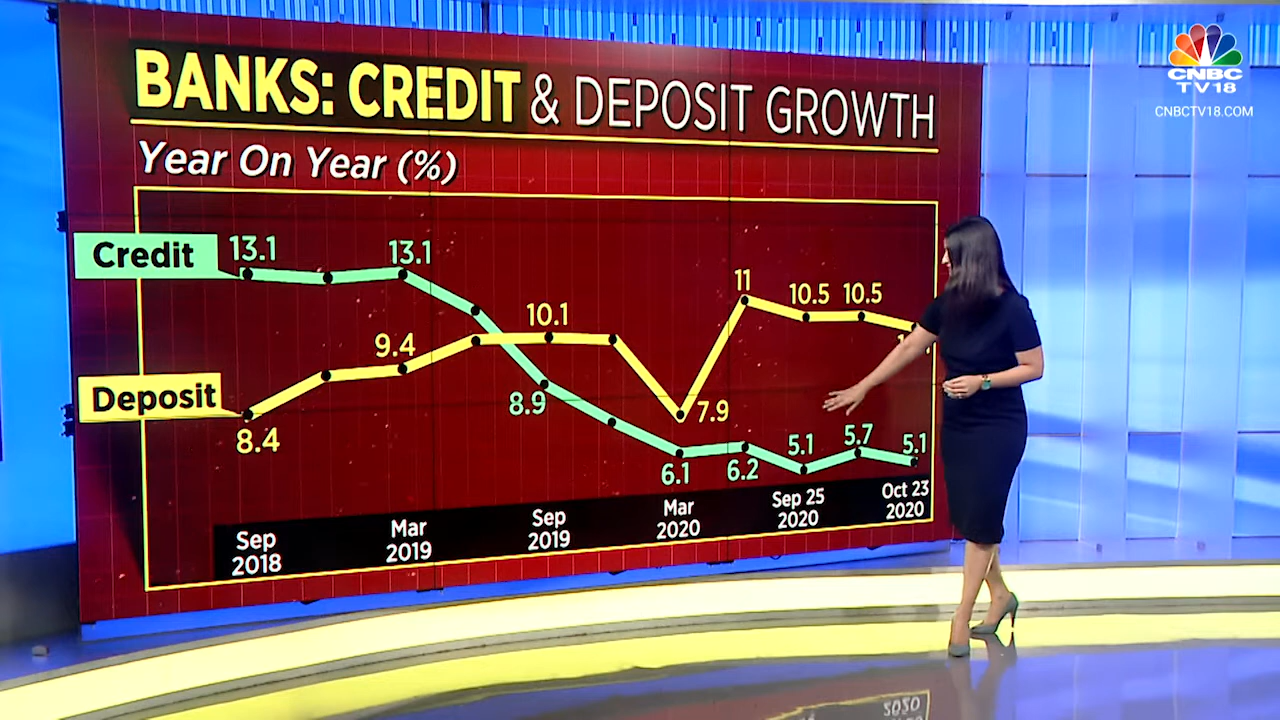 BANKS: CREDIT & DEPOSIT GROWTH
Year On Year (%)
CNBC
TV18
CNBCTV18.COM
Credit
13.1
13.1
8.9
6.1
6.2
5.1
5.7
5.1
Deposit
8.4
9.4
10.1
7.9
11
10.5
10.5
Sep
2018
Mar
2019
Sep
2019
Mar
2020
Sep 25
2020
Oct 23
2020